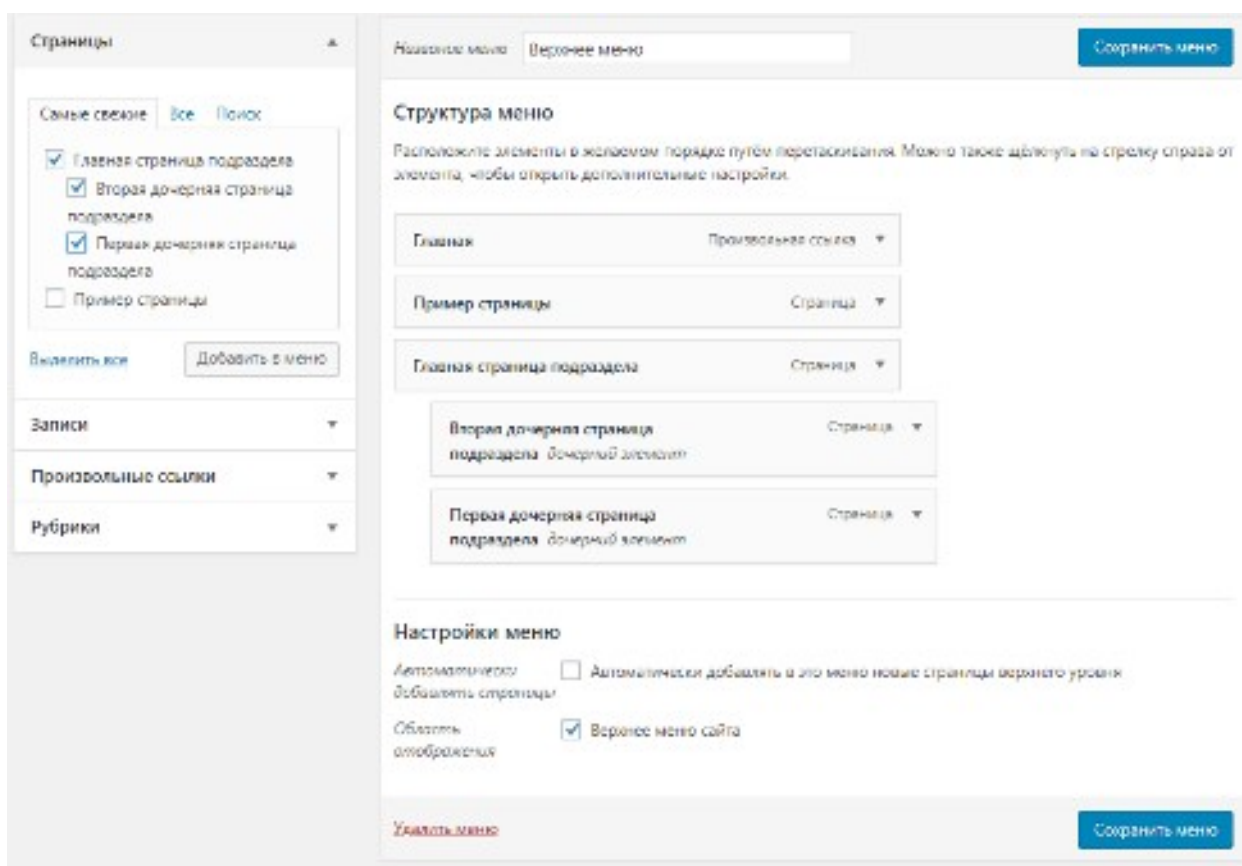 Страницы
Самые свежие Все Поиск
Главная страница подраздела
Вторая дочерняя страница
подраздела
Первая дочерняя страница
подраздела
Пример страницы
Выделить все Добавить в меню
Записи
Произвольные ссылки
Рубрики
Название меню Верхнее меню Сохранить меню
Структура меню
Расположите элементы в желаемом порядке путём перетаскивания. Можно также щёлкнуть на стрелку справа от
элемента, чтобы открыть дополнительные настройки.
Главная Произвольная ссылка
Пример страницы Страница
Главная страница подраздела Страница
Вторая дочерняя страница Страница
подраздела дочерний элемент
Первая дочерняя страница Страница
подраздела дочерний элемент
Настройки меню
Автоматически Автоматически добавлять в это меню новые страницы верхнего уровня
добавлять страницы
Область Верхнее меню сайта
отображения
Удалить меню Сохранить меню